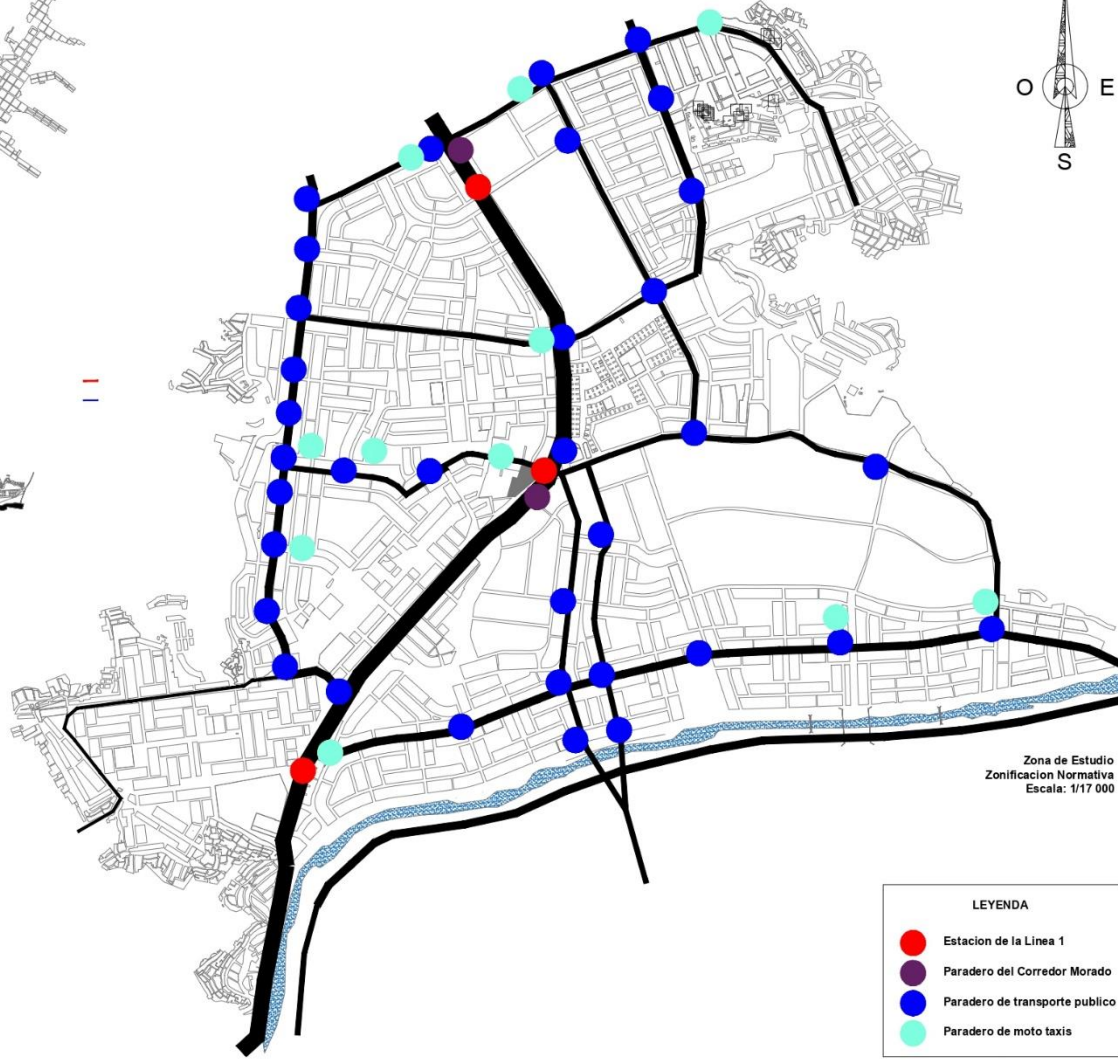 O
E
S
Zona de Estudio
Zonificacion Normativa
Escala: 1/17 000
LEYENDA
Estacion de la Linea 1
Paradero del Corredor Morado
Paradero de transporte publico
Paradero de moto taxis